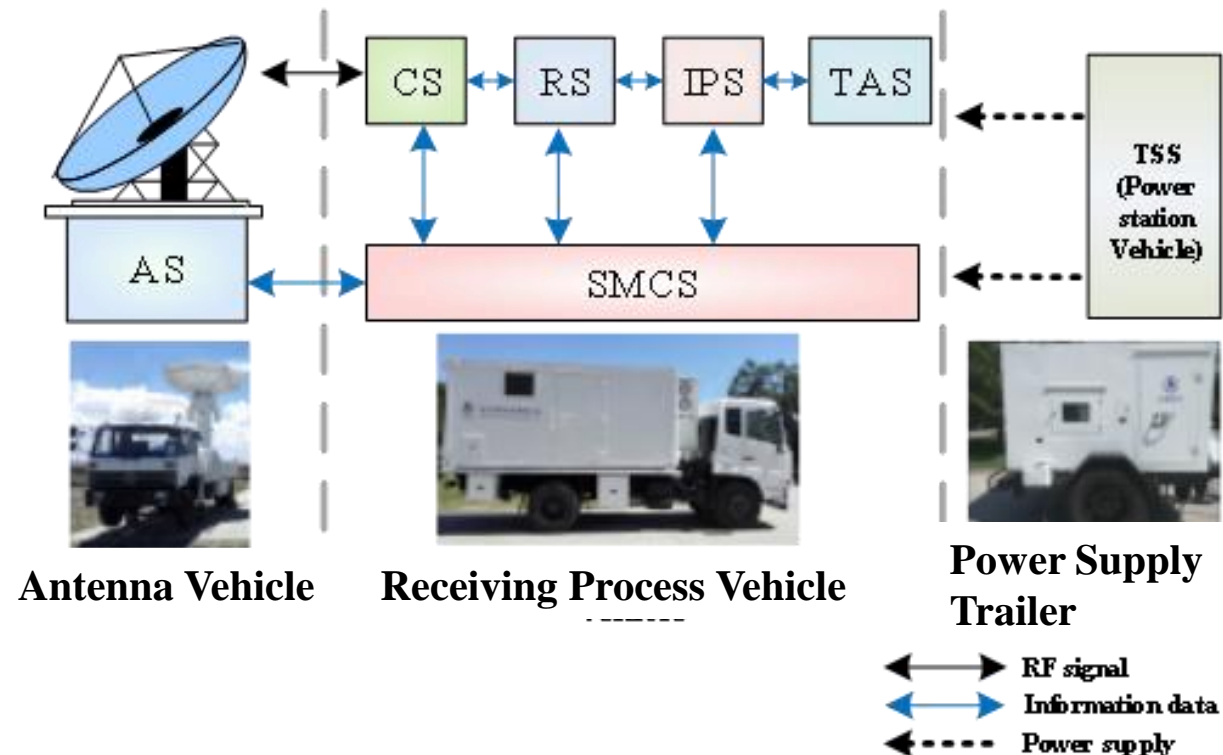 CS
RS
IPS
TAS
TSS
(Power
station
Vehicle)
AS
SMCS
Antenna Vehicle
Receiving Process Vehicle
Power Supply
Trailer
RF signal
Information data
Power supply